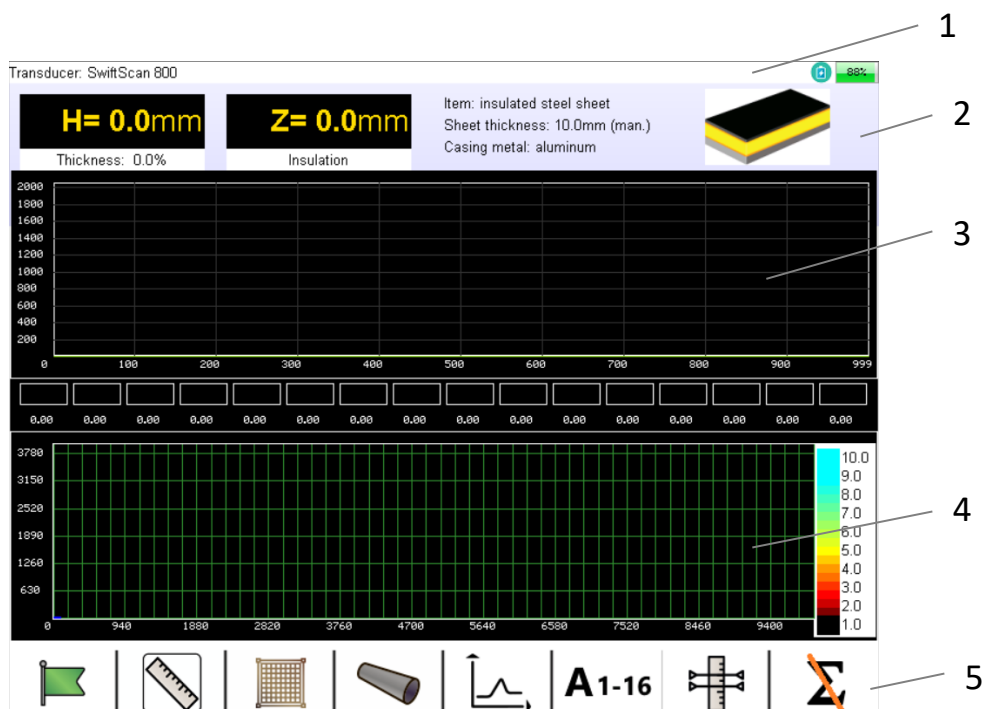 1
Transducer: SwiftScan 800
88%
2
H= 0.0mm
Thickness: 0.0%
Z= 0.0mm
Insulation
Item: insulated steel sheet
Sheet thickness: 10.0mm (man.)
Casing metal: aluminum
3
2000
1800
1600
1400
1200
1000
800
600
400
200
0 100 200 300 400 500 600 700 800 900 999
0.00 0.00 0.00 0.00 0.00 0.00 0.00 0.00 0.00 0.00 0.00 0.00 0.00 0.00 0.00 0.00
4
3780
3150
2520
1890
1260
630
0 940 1880 2820 3760 4700 5640 6580 7520 8460 9400
10.0
9.0
8.0
7.0
6.0
5.0
4.0
3.0
2.0
1.0
A 1-16
Σ
5